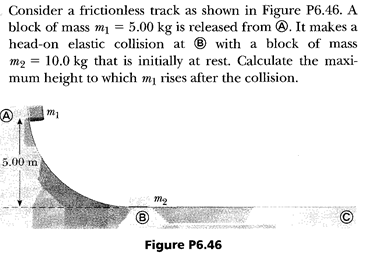 Consider a frictionless track as shown in Figure P6.46. A
block of mass m₁ = 5.00 kg is released from Ⓐ. It makes a
head-on elastic collision at Ⓑ with a block of mass
m₂ = 10.0 kg that is initially at rest. Calculate the maxi-
mum height to which m₁ rises after the collision.
Ⓐ m₁
5.00 m
m₂
Ⓑ Ⓒ
Figure P6.46